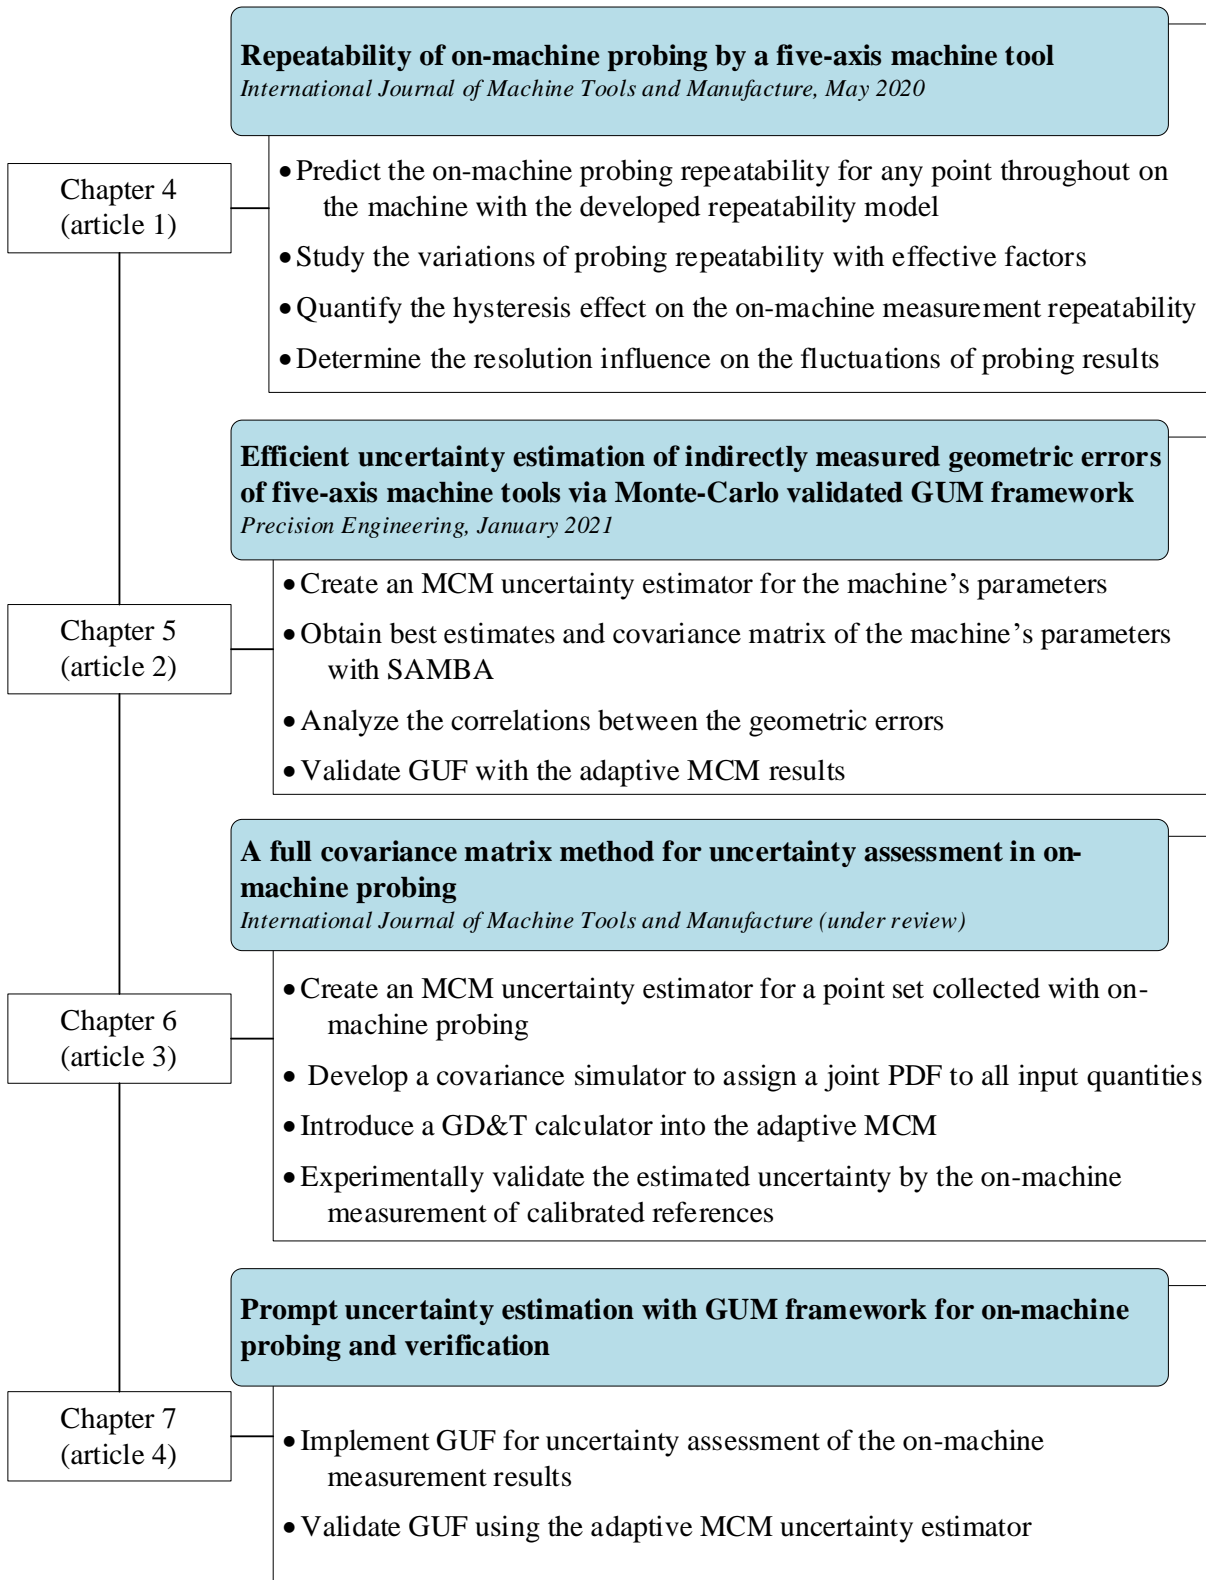 Repeatability of on-machine probing by a five-axis machine tool
International Journal of Machine Tools and Manufacture, May 2020
Chapter 4
(article 1)
• Predict the on-machine probing repeatability for any point throughout on
the machine with the developed repeatability model
• Study the variations of probing repeatability with effective factors
• Quantify the hysteresis effect on the on-machine measurement repeatability
• Determine the resolution influence on the fluctuations of probing results
Efficient uncertainty estimation of indirectly measured geometric errors
of five-axis machine tools via Monte-Carlo validated GUM framework
Precision Engineering, January 2021
Chapter 5
(article 2)
• Create an MCM uncertainty estimator for the machine’s parameters
• Obtain best estimates and covariance matrix of the machine’s parameters
with SAMBA
• Analyze the correlations between the geometric errors
• Validate GUF with the adaptive MCM results
A full covariance matrix method for uncertainty assessment in on-
machine probing
International Journal of Machine Tools and Manufacture (under review)
Chapter 6
(article 3)
• Create an MCM uncertainty estimator for a point set collected with on-
machine probing
• Develop a covariance simulator to assign a joint PDF to all input quantities
• Introduce a GD&T calculator into the adaptive MCM
• Experimentally validate the estimated uncertainty by the on-machine
measurement of calibrated references
Prompt uncertainty estimation with GUM framework for on-machine
probing and verification
Chapter 7
(article 4)
• Implement GUF for uncertainty assessment of the on-machine
measurement results
• Validate GUF using the adaptive MCM uncertainty estimator